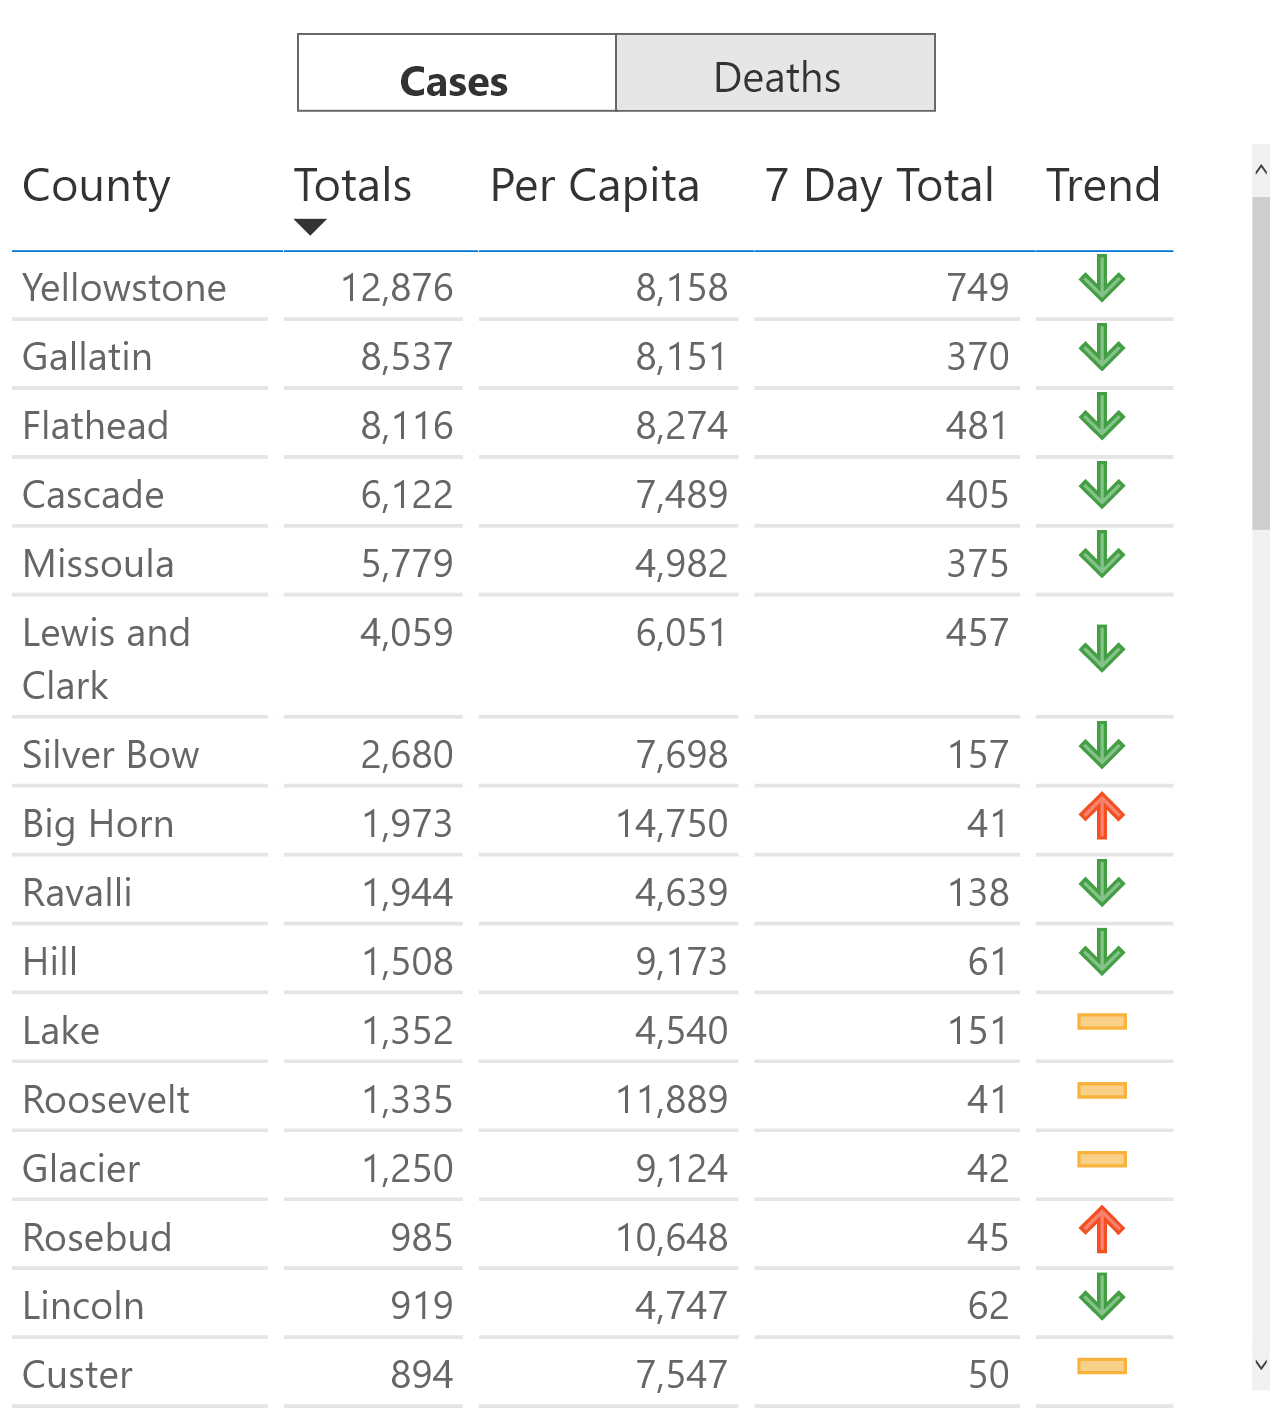 Cases Deaths
County Totals Per Capita 7 Day Total Trend
Yellowstone 12,876 8,158 749
Gallatin 8,537 8,151 370
Flathead 8,116 8,274 481
Cascade 6,122 7,489 405
Missoula 5,779 4,982 375
Lewis and 4,059 6,051 457
Clark
Silver Bow 2,680 7,698 157
Big Horn 1,973 14,750 41
Ravalli 1,944 4,639 138
Hill 1,508 9,173 61
Lake 1,352 4,540 151
Roosevelt 1,335 11,889 41
Glacier 1,250 9,124 42
Rosebud 985 10,648 45
Lincoln 919 4,747 62
Custer 894 7,547 50